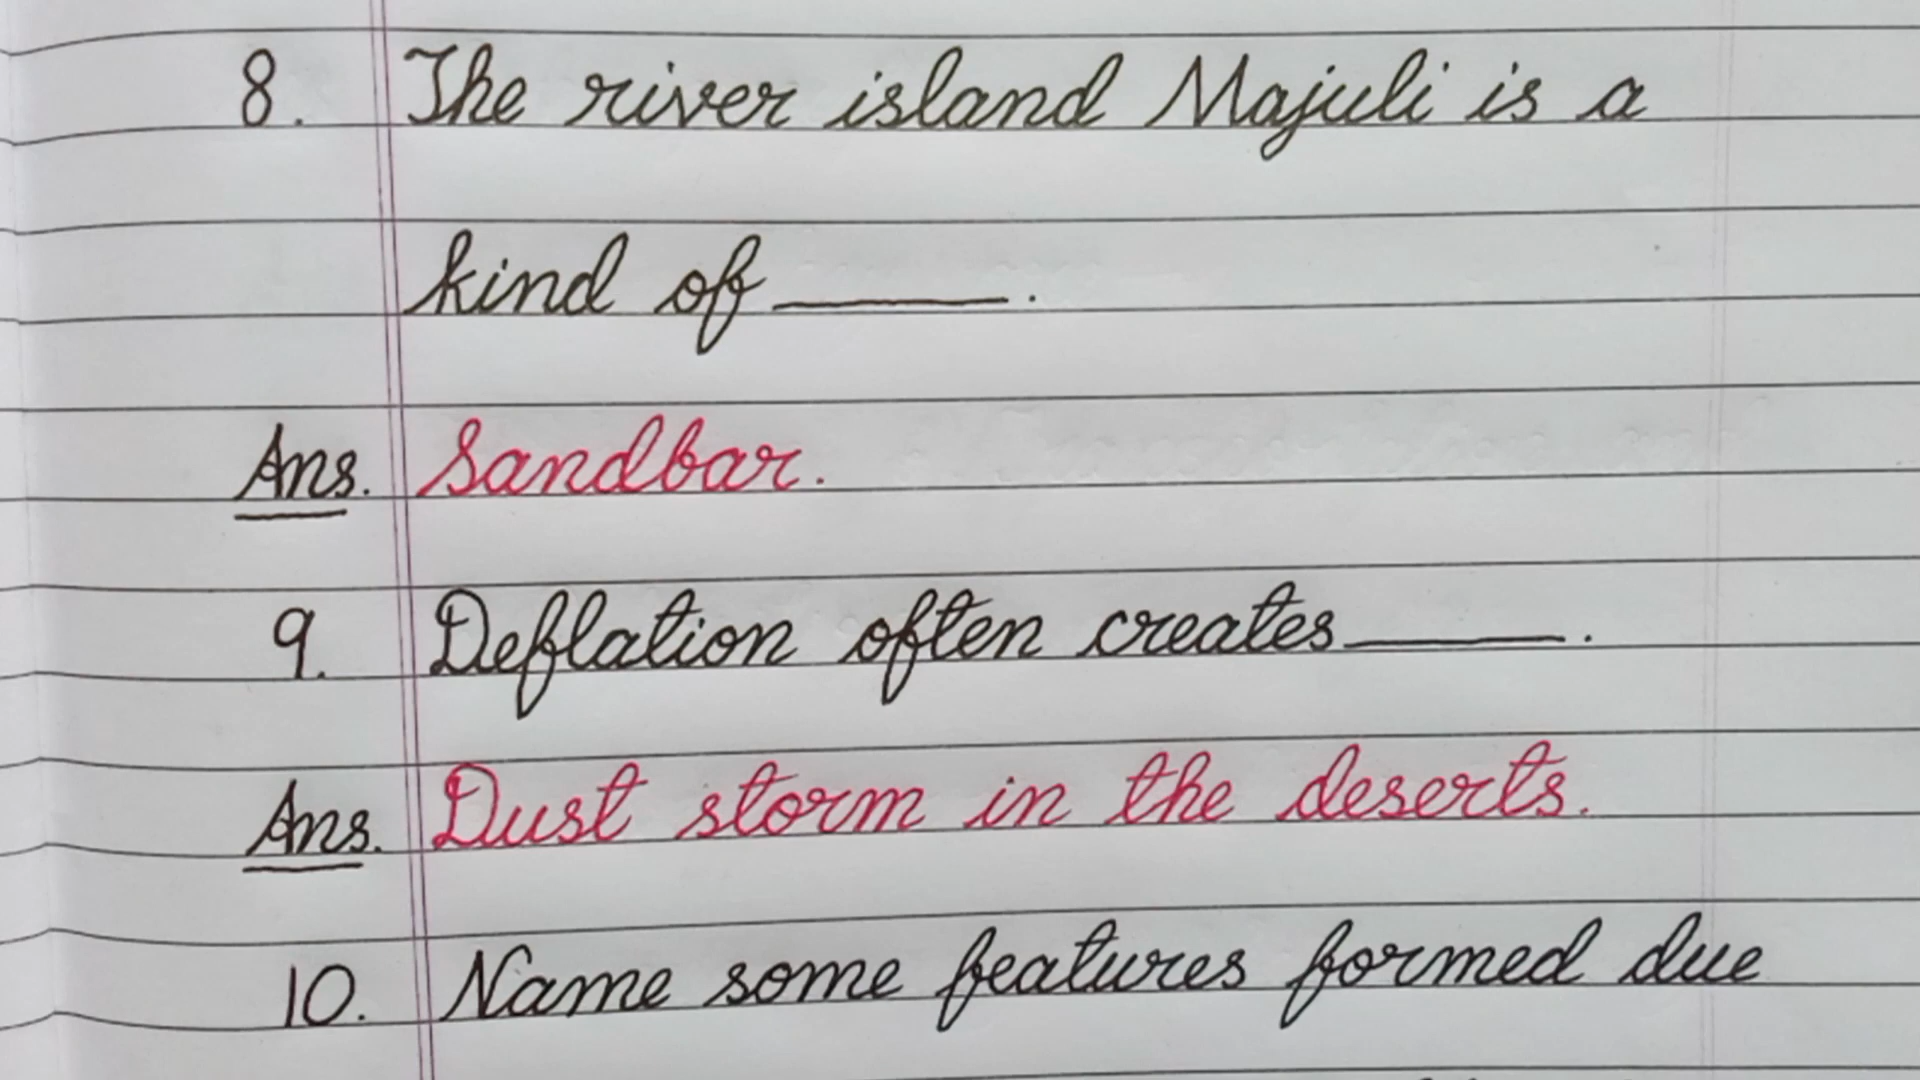 8. The river island Majuli is a
kind of ______.
Ans. Sandbar.
9. Deflation often creates ______.
Ans. Dust storm in the deserts.
10. Name some features formed due